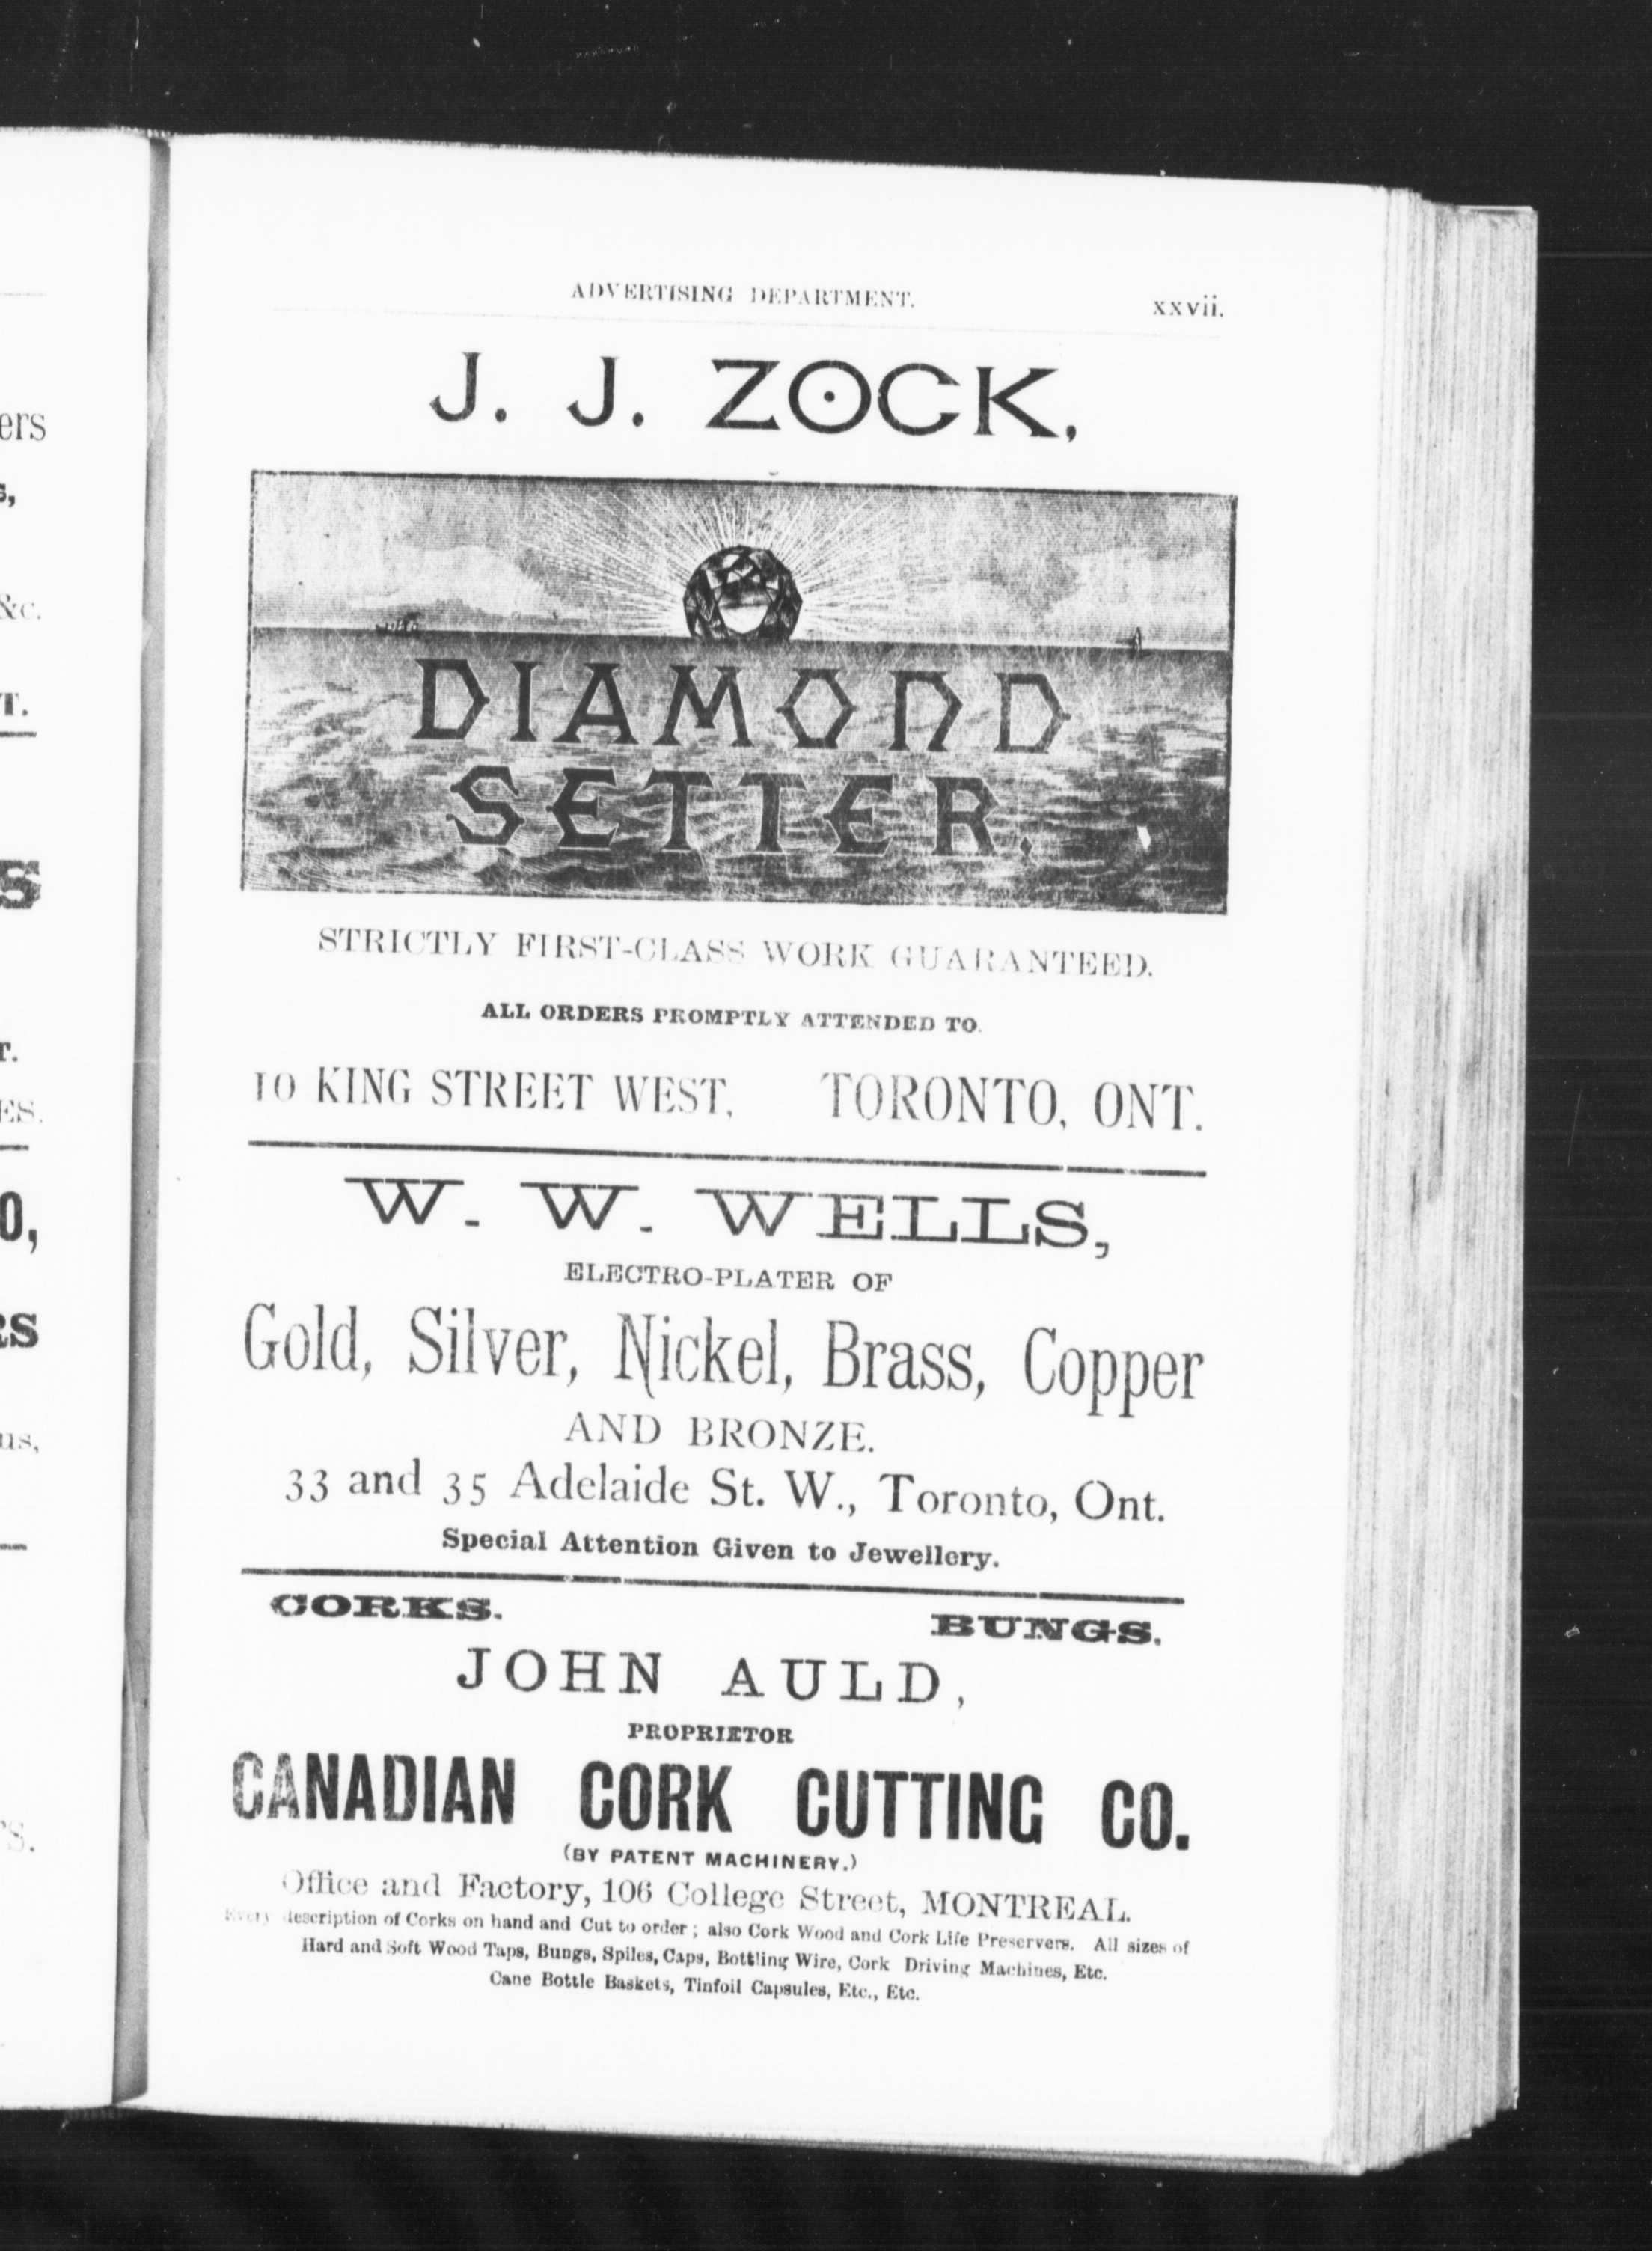 ADVERTISING DEPARTMENT. xxvii.
J. J. ZOCK,
DIAMOND
SETTER.
STRICTLY FIRST-CLASS WORK GUARANTEED.
ALL ORDERS PROMPTLY ATTENDED TO.
10 KING STREET WEST, TORONTO, ONT.
W. W. WELLS,
ELECTRO-PLATER OF
Gold, Silver, Nickel, Brass, Copper
AND BRONZE.
33 and 35 Adelaide St. W., Toronto, Ont.
Special Attention Given to Jewellery.
CORKS. BUNGS.
JOHN AULD,
PROPRIETOR
CANADIAN CORK CUTTING CO.
(BY PATENT MACHINERY.)
Office and Factory, 106 College Street, MONTREAL.
Every description of Corks on hand and Cut to order; also Cork Wood and Cork Life Preservers. All sizes of
Hard and Soft Wood Taps, Bungs, Spiles, Caps, Bottling Wire, Cork Driving Machines, Etc.
Cane Bottle Baskets, Tinfoil Capsules, Etc., Etc.